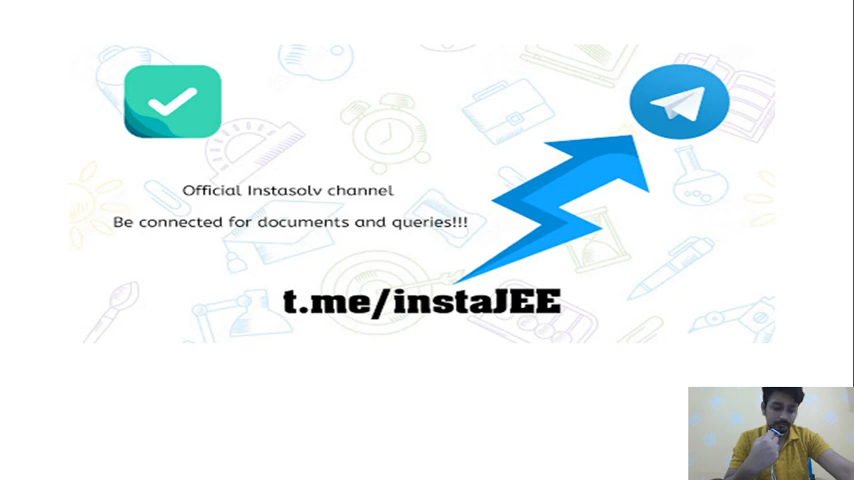 Official Instasolv channel
Be connected for documents and queries!!!
t.me/instaJEE